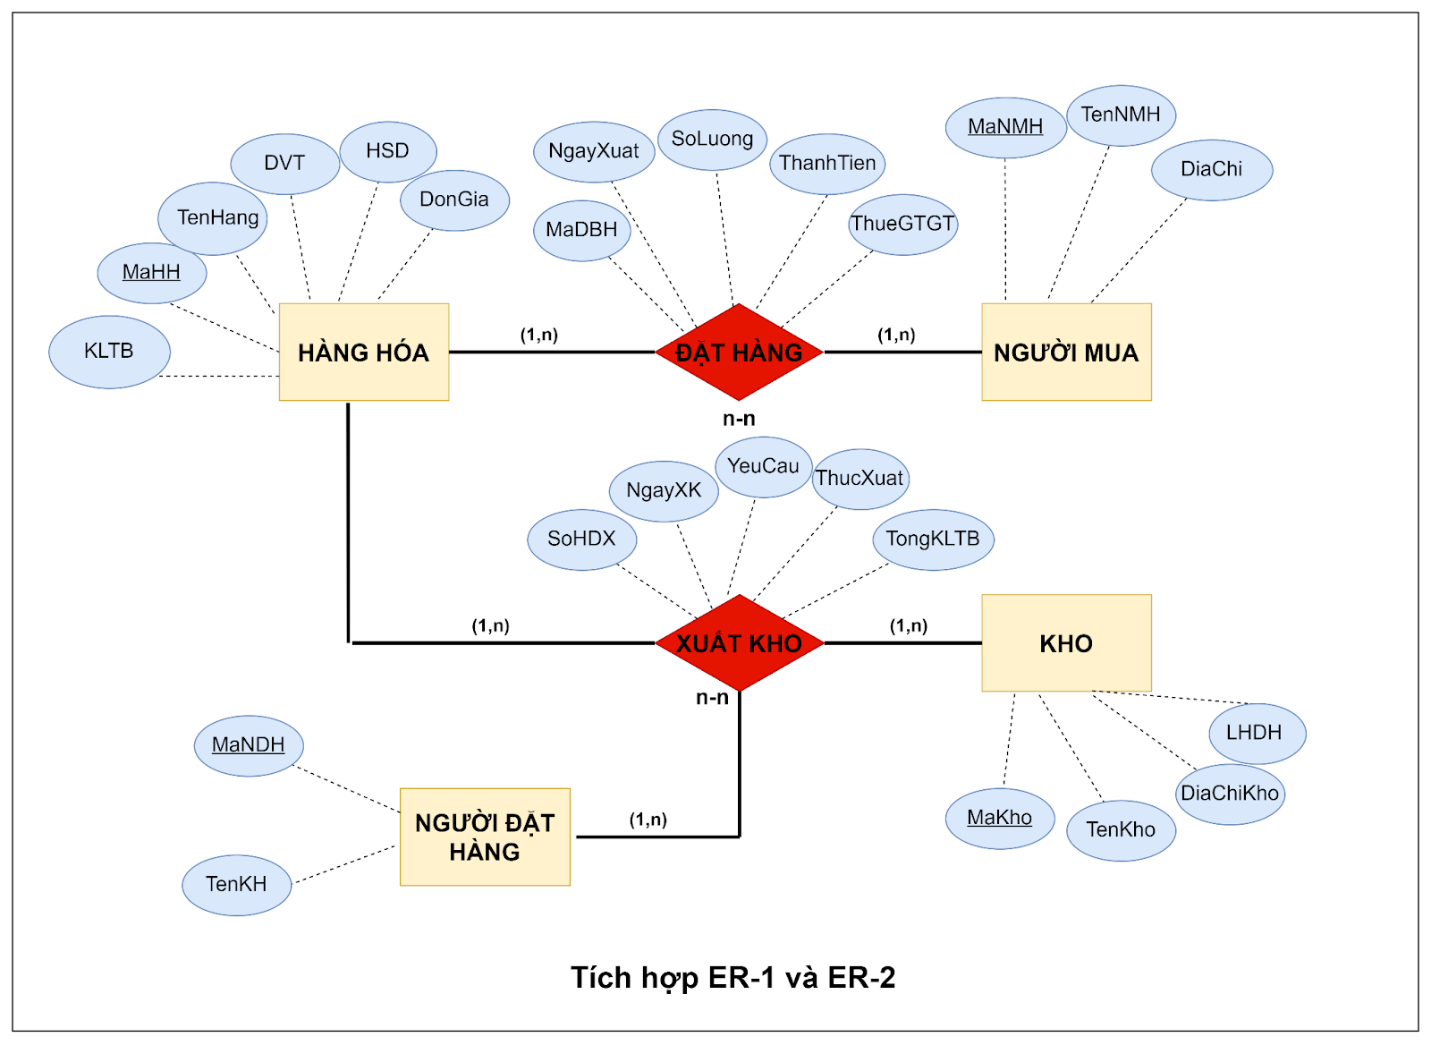 MaNMH
TenNMH
DiaChi
NgayXuat
SoLuong
ThanhTien
MaDBH
ThueGTGT
DVT
HSD
DonGia
TenHang
MaHH
KLTB
HÀNG HÓA
(1,n)
ĐẶT HÀNG
(1,n)
NGƯỜI MUA
n-n
SoHDX
NgayXK
YeuCau
ThucXuat
TongKLTB
(1,n)
XUẤT KHO
(1,n)
KHO
n-n
MaNDH
NGƯỜI ĐẶT
HÀNG
(1,n)
TenKH
MaKho
TenKho
DiaChiKho
LHDH
Tích hợp ER-1 và ER-2